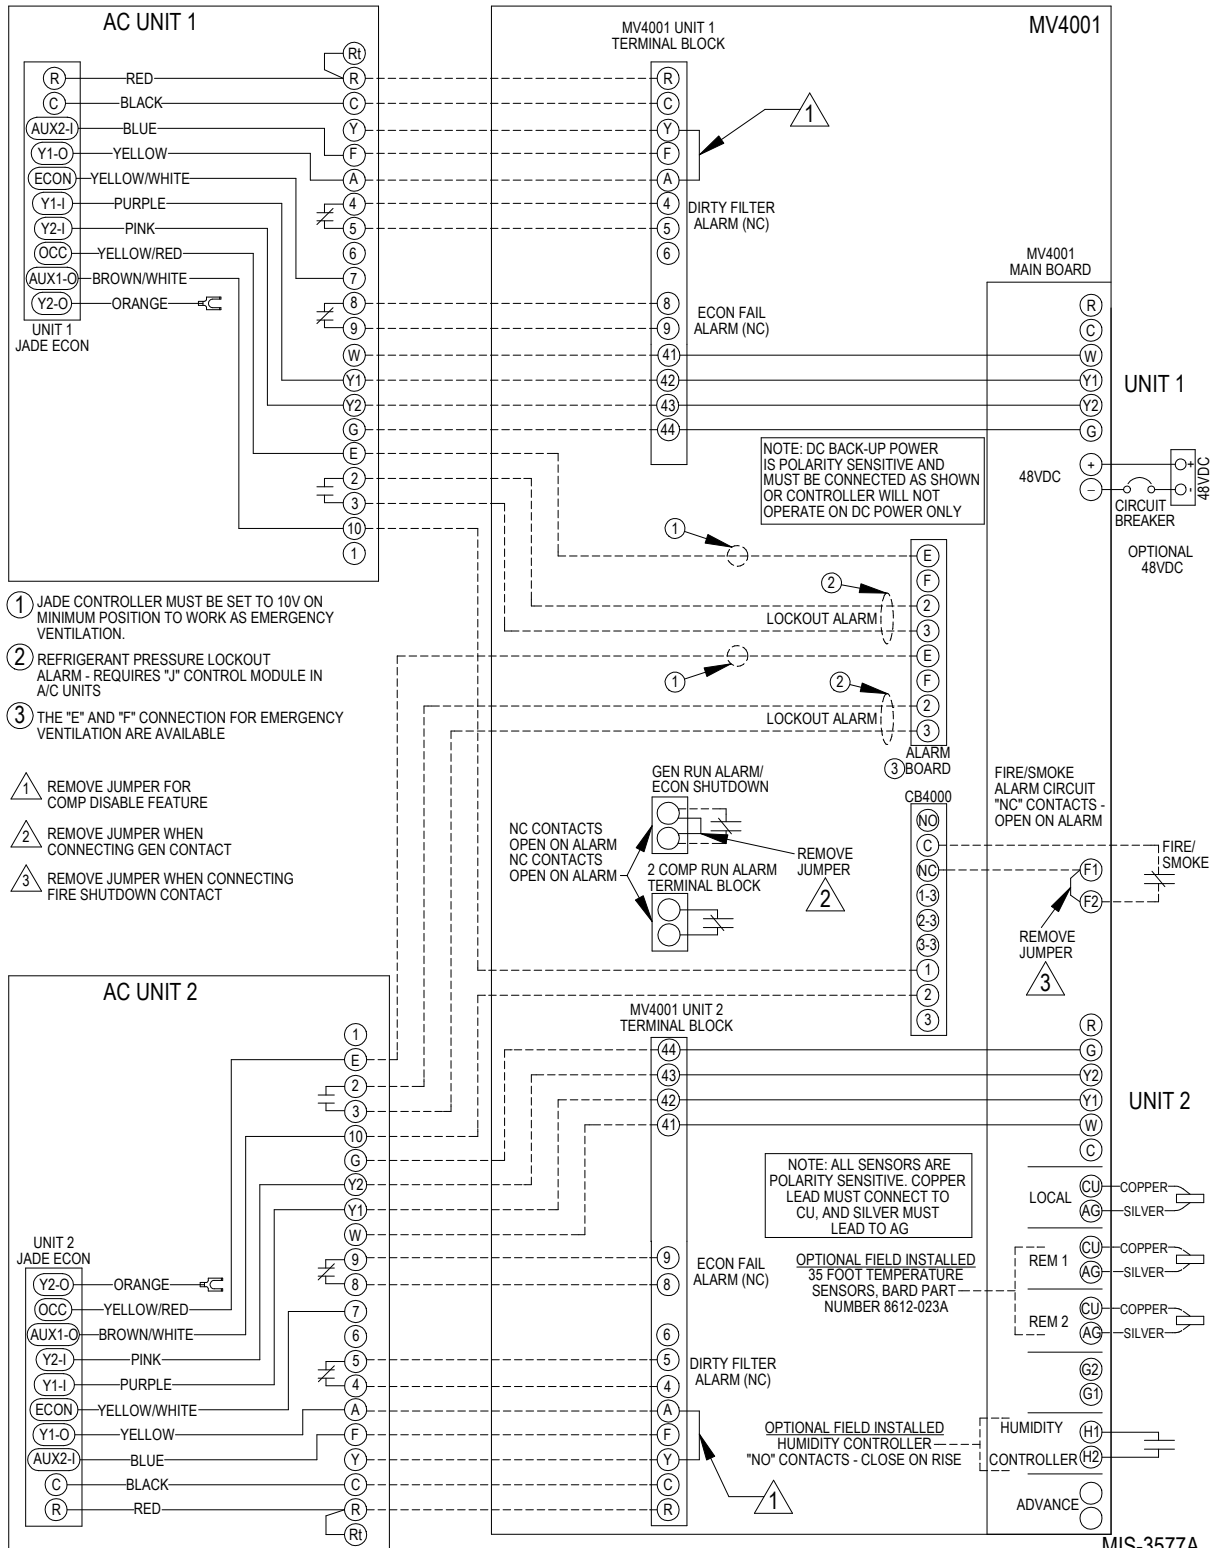 AC UNIT 1
R
RED
C
BLACK
AUX2-I
BLUE
Y1-O
YELLOW
ECON
YELLOW/WHITE
Y1-I
PURPLE
Y2-I
PINK
OCC
YELLOW/RED
AUX1-O
BROWN/WHITE
Y2-O
ORANGE
UNIT 1
JADE ECON
Rt
R
C
Y
F
A
4
5
6
7
8
9
W
Y1
Y2
G
E
2
3
10
1
MV4001
MV4001 UNIT 1
TERMINAL BLOCK
R
C
Y
F
A
4
5
6
8
9
41
42
43
44
1
DIRTY FILTER
ALARM (NC)
ECON FAIL
ALARM (NC)
MV4001
MAIN BOARD
R
C
W
Y1
Y2
G
UNIT 1
NOTE: DC BACK-UP POWER
IS POLARITY SENSITIVE AND
MUST BE CONNECTED AS SHOWN
OR CONTROLLER WILL NOT
OPERATE ON DC POWER ONLY
48VDC
+
−
+
-
48VDC
CIRCUIT
BREAKER
OPTIONAL
48VDC
1
2
LOCKOUT ALARM
1
2
LOCKOUT ALARM
E
F
2
3
E
F
2
3
ALARM
3 BOARD
1 JADE CONTROLLER MUST BE SET TO 10V ON
MINIMUM POSITION TO WORK AS EMERGENCY
VENTILATION.
2 REFRIGERANT PRESSURE LOCKOUT
ALARM - REQUIRES "J" CONTROL MODULE IN
A/C UNITS
3 THE "E" AND "F" CONNECTION FOR EMERGENCY
VENTILATION ARE AVAILABLE
1 REMOVE JUMPER FOR
COMP DISABLE FEATURE
2 REMOVE JUMPER WHEN
CONNECTING GEN CONTACT
3 REMOVE JUMPER WHEN CONNECTING
FIRE SHUTDOWN CONTACT
GEN RUN ALARM/
ECON SHUTDOWN
NC CONTACTS
OPEN ON ALARM
NC CONTACTS
OPEN ON ALARM
2 COMP RUN ALARM
TERMINAL BLOCK
REMOVE
JUMPER
2
CB4000
NO
C
NC
1-3
2-3
3-3
1
2
3
FIRE/SMOKE
ALARM CIRCUIT
"NC" CONTACTS -
OPEN ON ALARM
FIRE/
SMOKE
F1
F2
REMOVE
JUMPER
3
AC UNIT 2
1
E
2
3
10
G
Y2
Y1
W
9
8
7
6
5
4
A
F
Y
C
R
Rt
UNIT 2
JADE ECON
Y2-O
ORANGE
OCC
YELLOW/RED
AUX1-O
BROWN/WHITE
Y2-I
PINK
Y1-I
PURPLE
ECON
YELLOW/WHITE
Y1-O
YELLOW
AUX2-I
BLUE
C
BLACK
R
RED
MV4001 UNIT 2
TERMINAL BLOCK
44
43
42
41
9
8
6
5
4
A
F
Y
C
R
ECON FAIL
ALARM (NC)
DIRTY FILTER
ALARM (NC)
1
R
G
Y2
Y1
W
C
UNIT 2
NOTE: ALL SENSORS ARE
POLARITY SENSITIVE. COPPER
LEAD MUST CONNECT TO
CU, AND SILVER MUST
LEAD TO AG
LOCAL
CU
COPPER
AG
SILVER
OPTIONAL FIELD INSTALLED
35 FOOT TEMPERATURE
SENSORS, BARD PART
NUMBER 8612-023A
REM 1
CU
COPPER
AG
SILVER
REM 2
CU
COPPER
AG
SILVER
G2
G1
OPTIONAL FIELD INSTALLED
HUMIDITY CONTROLLER
"NO" CONTACTS - CLOSE ON RISE
HUMIDITY
CONTROLLER
H1
H2
ADVANCE
MIS-3577A